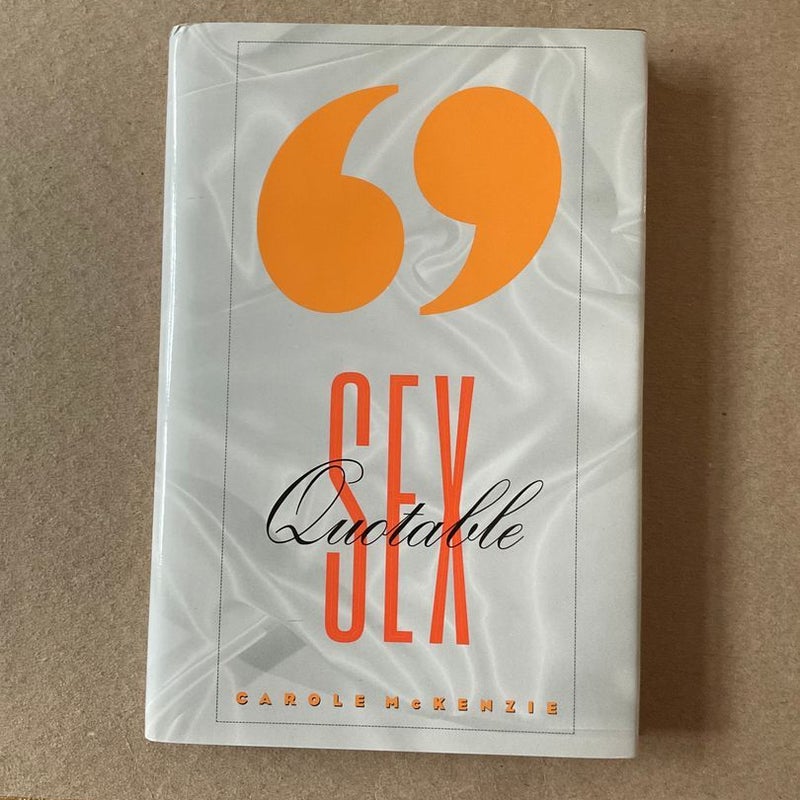 ❛❜
SEX
Quotable
CAROLE McKENZIE